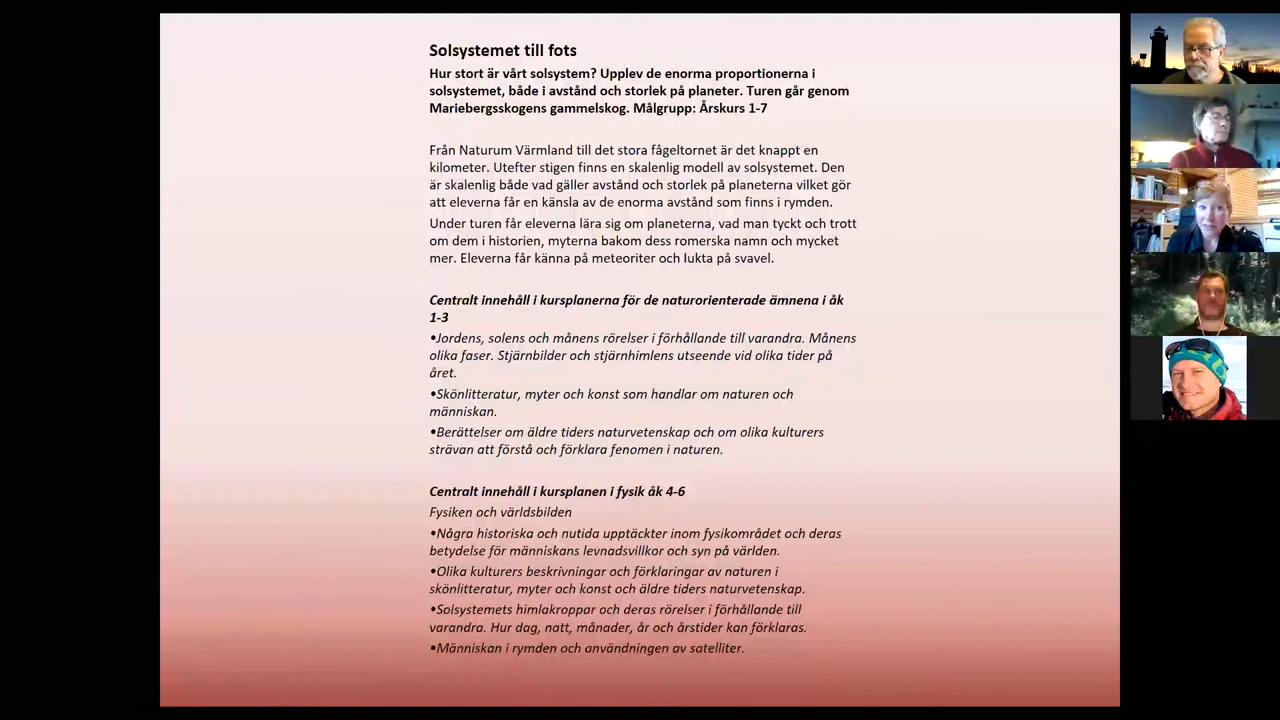 Solsystemet till fots
Hur stort är vårt solsystem? Upplev de enorma proportionerna i
solsystemet, både i avstånd och storlek på planeter. Turen går genom
Mariebergsskogens gammelskog. Målgrupp: Årskurs 1-7
Från Naturum Värmland till det stora fågeltornet är det knappt en
kilometer. Utefter stigen finns en skalenlig modell av solsystemet. Den
är skalenlig både vad gäller avstånd och storlek på planeterna vilket gör
att eleverna får en känsla av de enorma avstånd som finns i rymden.
Under turen får eleverna lära sig om planeterna, vad man tyckt och trott
om dem i historien, myterna bakom dess romerska namn och mycket
mer. Eleverna får känna på meteoriter och lukta på svavel.
Centralt innehåll i kursplanerna för de naturorienterade ämnena i åk
1-3
•Jordens, solens och månens rörelser i förhållande till varandra. Månens
olika faser. Stjärnbilder och stjärnhimlens utseende vid olika tider på
året.
•Skönlitteratur, myter och konst som handlar om naturen och
människan.
•Berättelser om äldre tiders naturvetenskap och om olika kulturers
strävan att förstå och förklara fenomen i naturen.
Centralt innehåll i kursplanen i fysik åk 4-6
Fysiken och världsbilden
•Några historiska och nutida upptäckter inom fysikområdet och deras
betydelse för människans levnadsvillkor och syn på världen.
•Olika kulturers beskrivningar och förklaringar av naturen i
skönlitteratur, myter och konst och äldre tiders naturvetenskap.
•Solsystemets himlakroppar och deras rörelser i förhållande till
varandra. Hur dag, natt, månader, år och årstider kan förklaras.
•Människan i rymden och användningen av satelliter.